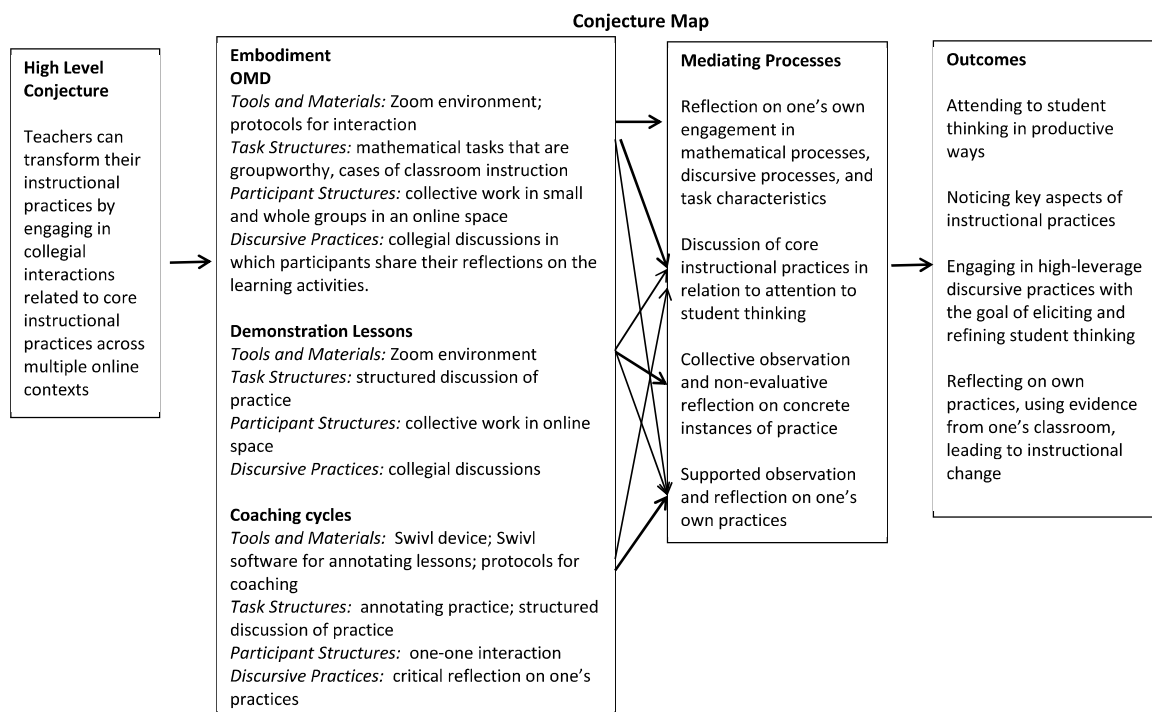 Conjecture Map
High Level
Conjecture
Teachers can
transform their
instructional
practices by
engaging in
collegial
interactions
related to core
instructional
practices across
multiple online
contexts
Embodiment
OMD
Tools and Materials: Zoom environment;
protocols for interaction
Task Structures: mathematical tasks that are
groupworthy, cases of classroom instruction
Participant Structures: collective work in small
and whole groups in an online space
Discursive Practices: collegial discussions in
which participants share their reflections on the
learning activities.
Demonstration Lessons
Tools and Materials: Zoom environment
Task Structures: structured discussion of
practice
Participant Structures: collective work in online
space
Discursive Practices: collegial discussions
Coaching cycles
Tools and Materials:  Swivl device; Swivl
software for annotating lessons; protocols for
coaching
Task Structures:  annotating practice; structured
discussion of practice
Participant Structures:  one-one interaction
Discursive Practices:  critical reflection on one’s
practices
Mediating Processes
Reflection on one’s own
engagement in
mathematical processes,
discursive processes, and
task characteristics
Discussion of core
instructional practices in
relation to attention to
student thinking
Collective observation
and non-evaluative
reflection on concrete
instances of practice
Supported observation
and reflection on one’s
own practices
Outcomes
Attending to student
thinking in productive
ways
Noticing key aspects of
instructional practices
Engaging in high-leverage
discursive practices with
the goal of eliciting and
refining student thinking
Reflecting on own
practices, using evidence
from one’s classroom,
leading to instructional
change